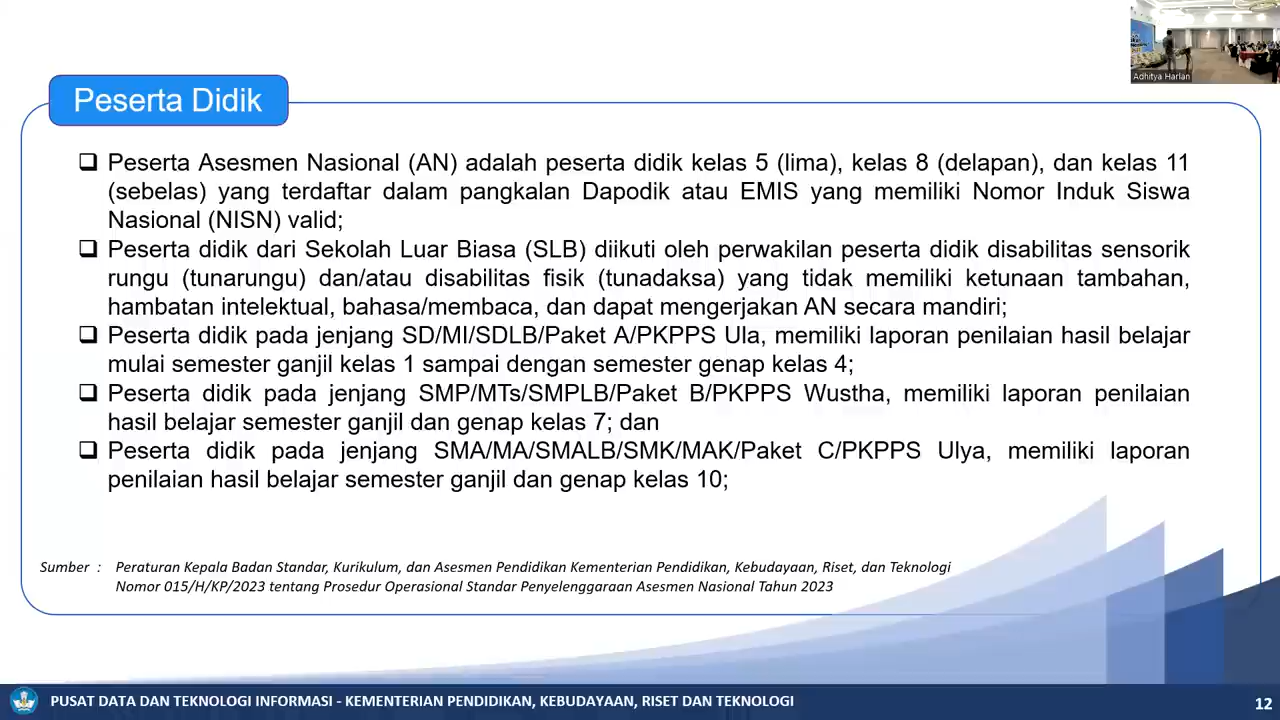 Adhitya Harlan
Peserta Didik
Peserta Asesmen Nasional (AN) adalah peserta didik kelas 5 (lima), kelas 8 (delapan), dan kelas 11
(sebelas) yang terdaftar dalam pangkalan Dapodik atau EMIS yang memiliki Nomor Induk Siswa
Nasional (NISN) valid;
Peserta didik dari Sekolah Luar Biasa (SLB) diikuti oleh perwakilan peserta didik disabilitas sensorik
rungu (tunarungu) dan/atau disabilitas fisik (tunadaksa) yang tidak memiliki ketunaan tambahan,
hambatan intelektual, bahasa/membaca, dan dapat mengerjakan AN secara mandiri;
Peserta didik pada jenjang SD/MI/SDLB/Paket A/PKPPS Ula, memiliki laporan penilaian hasil belajar
mulai semester ganjil kelas 1 sampai dengan semester genap kelas 4;
Peserta didik pada jenjang SMP/MTs/SMPLB/Paket B/PKPPS Wustha, memiliki laporan penilaian
hasil belajar semester ganjil dan genap kelas 7; dan
Peserta didik pada jenjang SMA/MA/SMALB/SMK/MAK/Paket C/PKPPS Ulya, memiliki laporan
penilaian hasil belajar semester ganjil dan genap kelas 10;
Sumber : Peraturan Kepala Badan Standar, Kurikulum, dan Asesmen Pendidikan Kementerian Pendidikan, Kebudayaan, Riset, dan Teknologi
Nomor 015/H/KP/2023 tentang Prosedur Operasional Standar Penyelenggaraan Asesmen Nasional Tahun 2023
PUSAT DATA DAN TEKNOLOGI INFORMASI - KEMENTERIAN PENDIDIKAN, KEBUDAYAAN, RISET DAN TEKNOLOGI
12